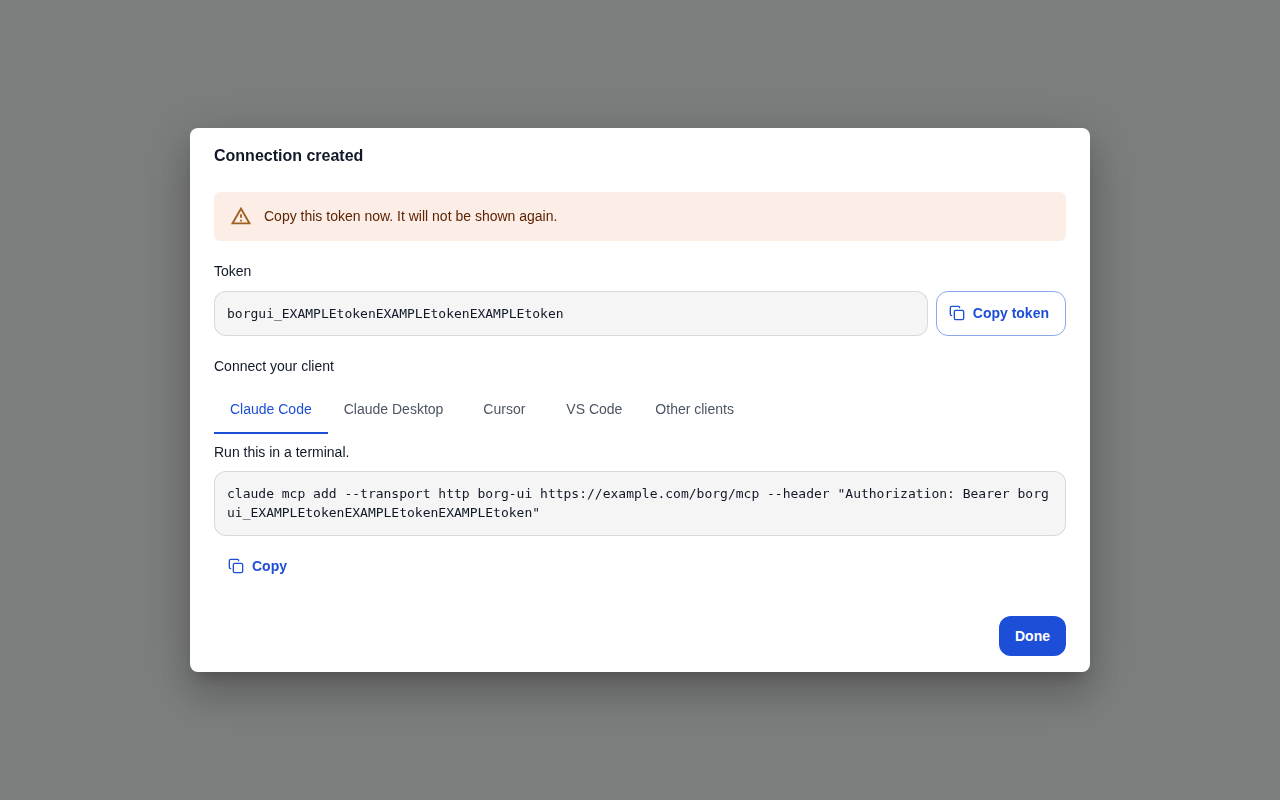 Connection created
Copy this token now. It will not be shown again.
Token
borgui_EXAMPLEtokenEXAMPLEtokenEXAMPLEtoken
Copy token
Connect your client
Claude Code
Claude Desktop
Cursor
VS Code
Other clients
Run this in a terminal.
claude mcp add --transport http borg-ui https://example.com/borg/mcp --header "Authorization: Bearer borg
ui_EXAMPLEtokenEXAMPLEtokenEXAMPLEtoken"
Copy
Done